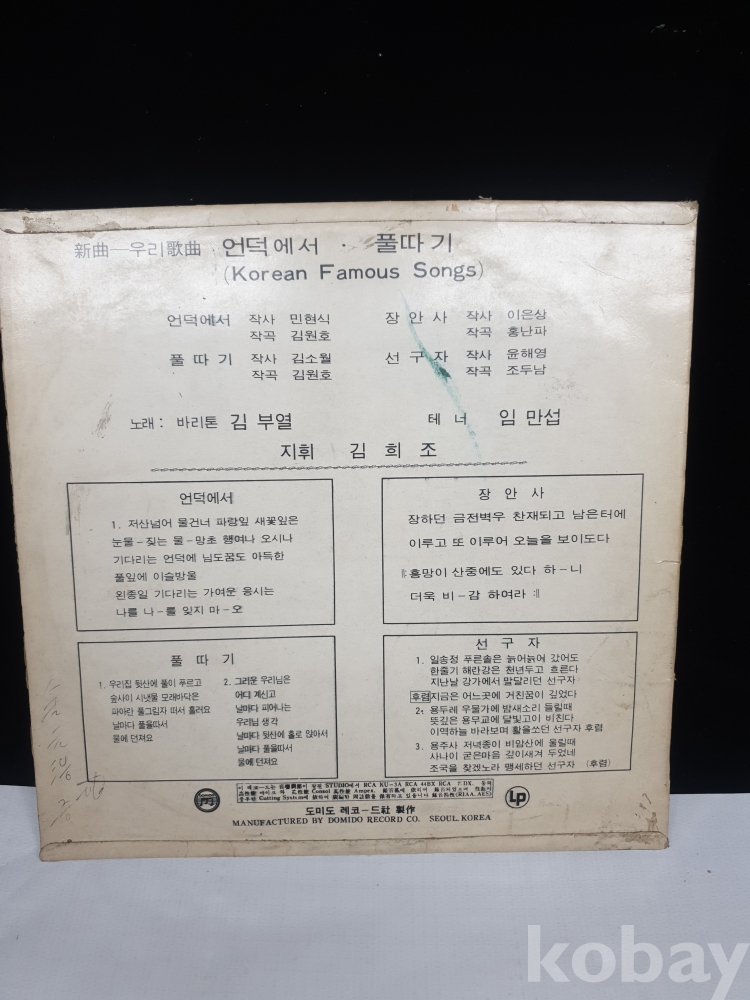 新曲—우리歌曲 언덕에서 · 풀따기
(Korean Famous Songs)
언덕에서 작사 민현식
작곡 김원호
장안사 작사 이은상
작곡 홍난파
풀따기 작사 김소월
작곡 김원호
선구자 작사 윤해영
작곡 조두남
노래: 바리톤 김부열
테너 임만섭
지휘 김희조
언덕에서
1. 저산넘어 물건너 파랑잎 새꽃잎은
눈물-짖는 물-망초 행여나 오시나
기다리는 언덕에 님도꿈도 아득한
풀잎에 이슬방울
왼종일 기다리는 가여운 응시는
나를 나-를 잊지 마-오
장안사
장하던 금전벽우 찬재되고 남은터에
이루고 또 이루어 오늘을 보이도다
흥망이 산중에도 있다 하-니
더욱 비-감 하여라
풀따기
1. 우리집 뒷산에 풀이 푸르고
숲사이 시냇물 모래바닥은
파아란 풀그림자 떠서 흘러요
날마다 풀을따서
물에 던져요
2. 그리운 우리님은
어디 계신고
날마다 피어나는
우리님 생각
날마다 뒷산에 홀로 앉아서
날마다 풀을따서
물에 던져요
선구자
1. 일송정 푸른솔은 늙어늙어 갔어도
한줄기 해란강은 천년두고 흐른다
지난날 강가에서 말달리던 선구자
후렴 지금은 어느곳에 거친꿈이 깊었다
2. 용두레 우물가에 밤새소리 들릴때
뜻깊은 용무교에 달빛고이 비친다
이역하늘 바라보며 활을쏘던 선구자 후렴
3. 용주사 저녁종이 비암산에 울릴때
사나이 굳은마음 깊이새겨 두었네
조국을 찾겠노라 맹세하던 선구자 (후렴)
LP
도미도 레코-드社 製作
MANUFACTURED BY DOMIDO RECORD CO. SEOUL, KOREA
kobay